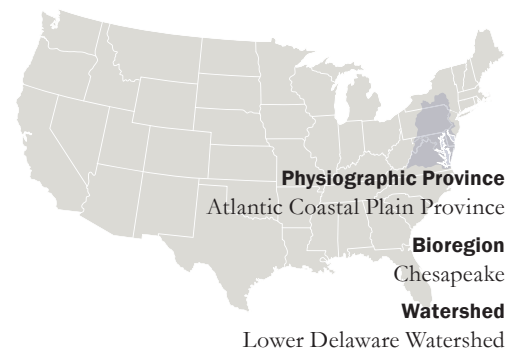 Physiographic Province
Atlantic Coastal Plain Province
Bioregion
Chesapeake
Watershed
Lower Delaware Watershed